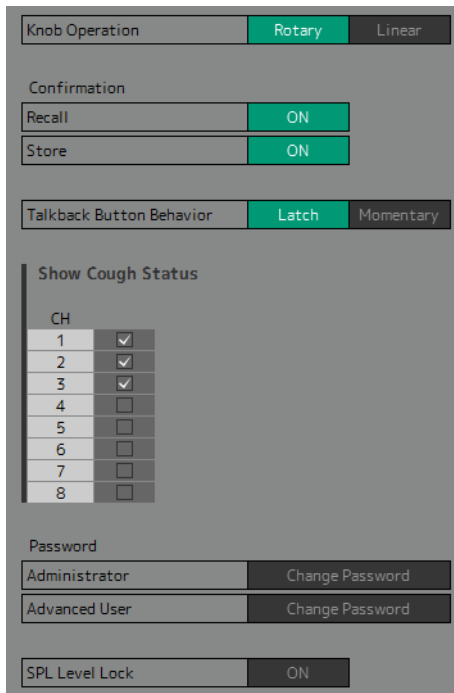 Knob Operation Rotary Linear
Confirmation
Recall ON
Store ON
Talkback Button Behavior Latch Momentary
Show Cough Status
CH
1
2
3
4
5
6
7
8
Password
Administrator Change Password
Advanced User Change Password
SPL Level Lock ON